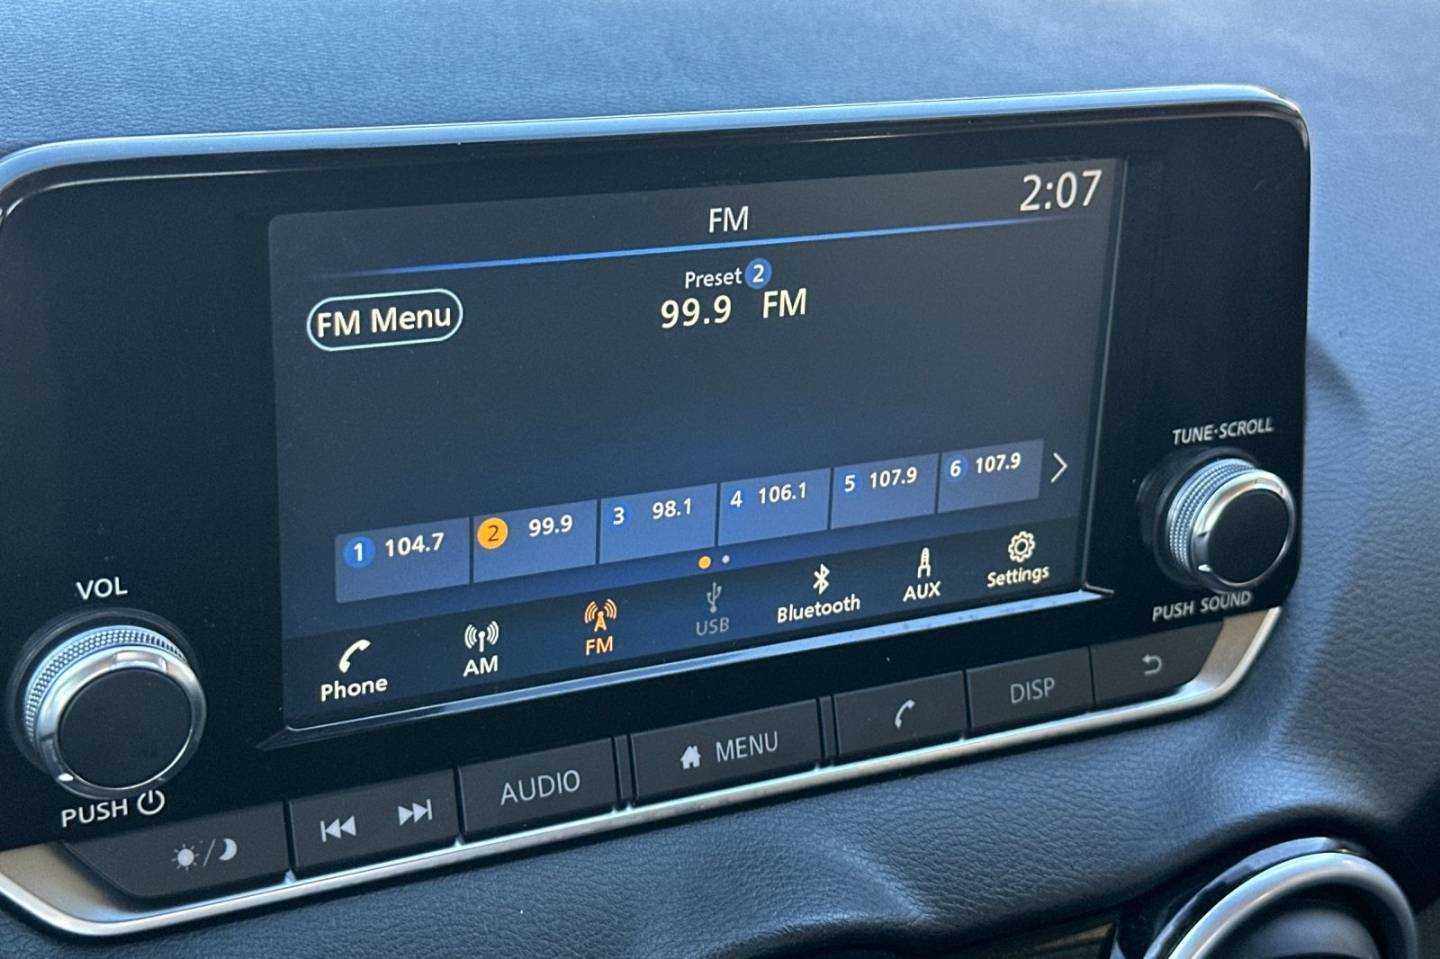 2:07
FM
Preset 2
FM Menu
99.9 FM
1 104.7
2 99.9
3 98.1
4 106.1
5 107.9
6 107.9
Phone
AM
FM
USB
Bluetooth
AUX
Settings
VOL
PUSH
TUNE·SCROLL
PUSH SOUND
AUDIO
MENU
DISP